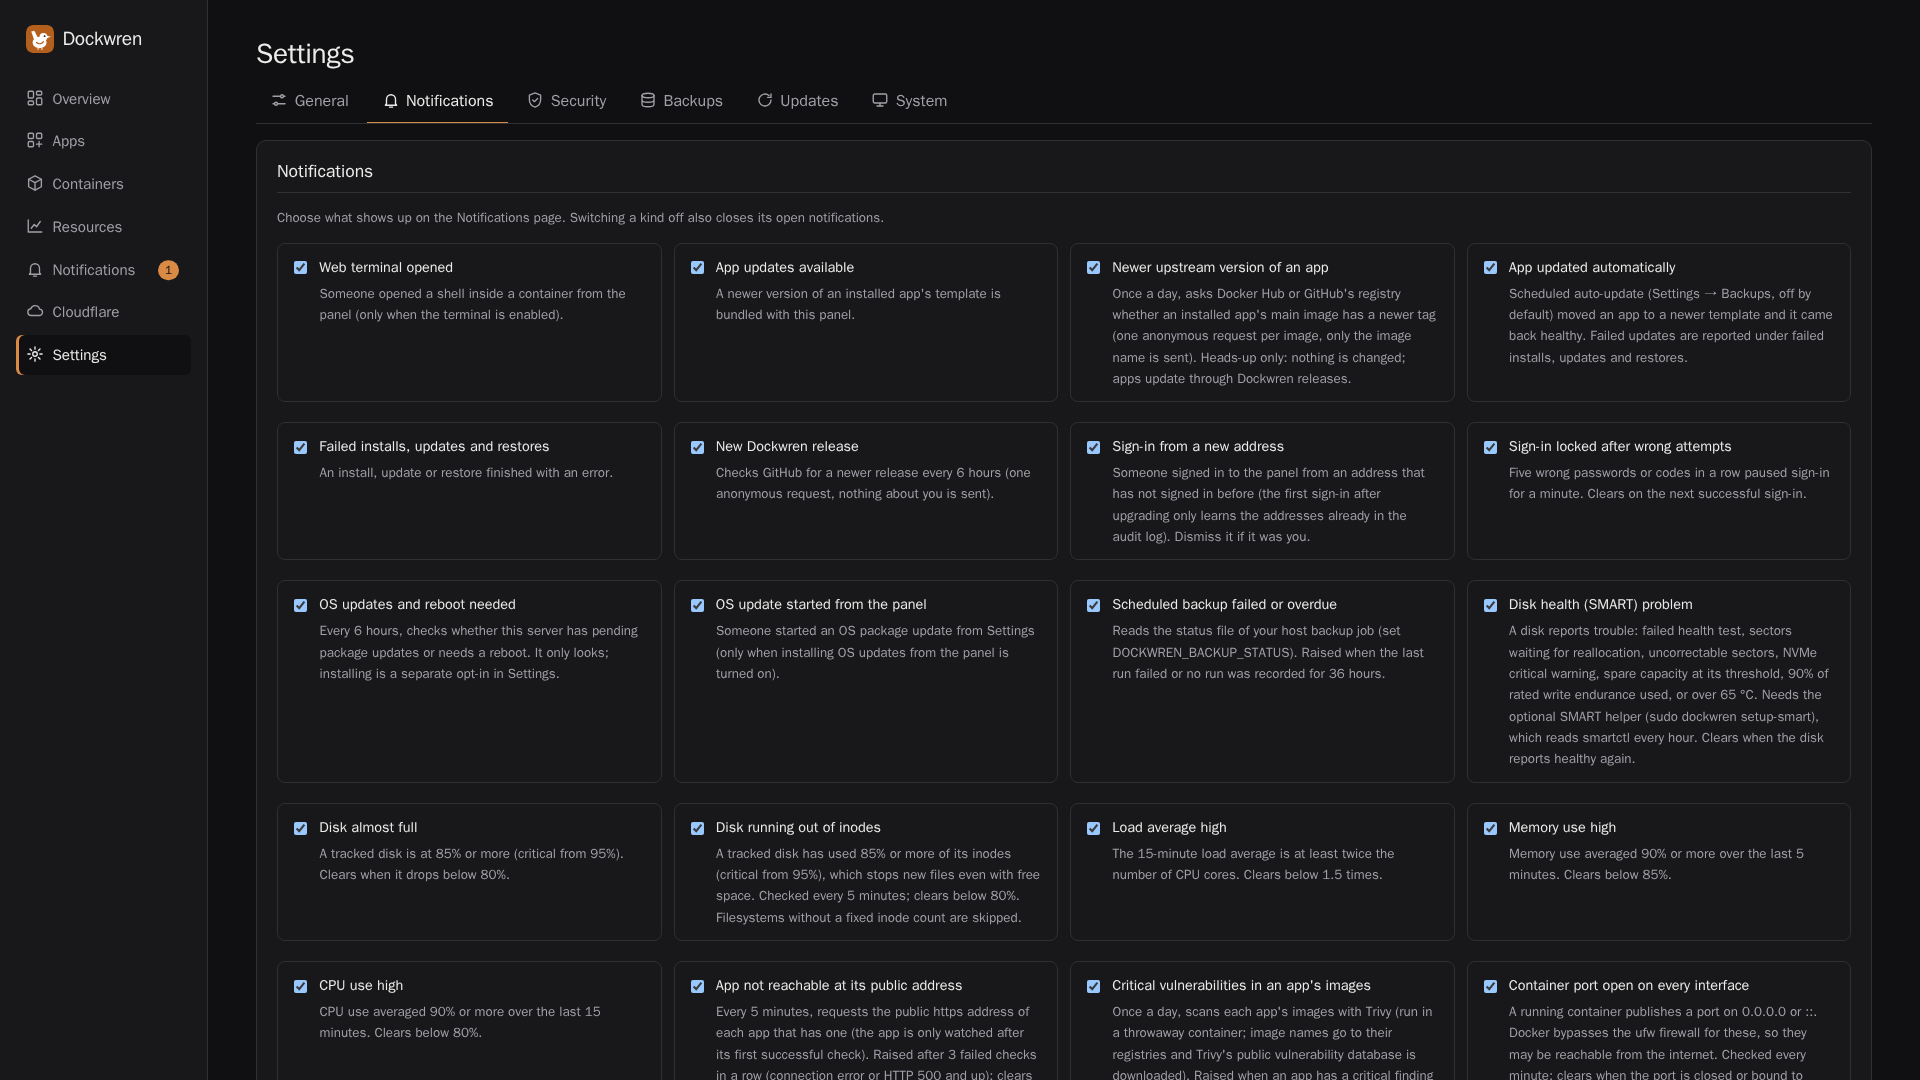 Dockwren
Overview
Apps
Containers
Resources
Notifications 1
Cloudflare
Settings
Settings
General
Notifications
Security
Backups
Updates
System
Notifications
Choose what shows up on the Notifications page. Switching a kind off also closes its open notifications.
Web terminal opened
Someone opened a shell inside a container from the
panel (only when the terminal is enabled).
App updates available
A newer version of an installed app's template is
bundled with this panel.
Newer upstream version of an app
Once a day, asks Docker Hub or GitHub's registry
whether an installed app's main image has a newer tag
(one anonymous request per image, only the image
name is sent). Heads-up only: nothing is changed;
apps update through Dockwren releases.
App updated automatically
Scheduled auto-update (Settings → Backups, off by
default) moved an app to a newer template and it came
back healthy. Failed updates are reported under failed
installs, updates and restores.
Failed installs, updates and restores
An install, update or restore finished with an error.
New Dockwren release
Checks GitHub for a newer release every 6 hours (one
anonymous request, nothing about you is sent).
Sign-in from a new address
Someone signed in to the panel from an address that
has not signed in before (the first sign-in after
upgrading only learns the addresses already in the
audit log). Dismiss it if it was you.
Sign-in locked after wrong attempts
Five wrong passwords or codes in a row paused sign-in
for a minute. Clears on the next successful sign-in.
OS updates and reboot needed
Every 6 hours, checks whether this server has pending
package updates or needs a reboot. It only looks;
installing is a separate opt-in in Settings.
OS update started from the panel
Someone started an OS package update from Settings
(only when installing OS updates from the panel is
turned on).
Scheduled backup failed or overdue
Reads the status file of your host backup job (set
DOCKWREN_BACKUP_STATUS). Raised when the last
run failed or no run was recorded for 36 hours.
Disk health (SMART) problem
A disk reports trouble: failed health test, sectors
waiting for reallocation, uncorrectable sectors, NVMe
critical warning, spare capacity at its threshold, 90% of
rated write endurance used, or over 65 °C. Needs the
optional SMART helper (sudo dockwren setup-smart),
which reads smartctl every hour. Clears when the disk
reports healthy again.
Disk almost full
A tracked disk is at 85% or more (critical from 95%).
Clears when it drops below 80%.
Disk running out of inodes
A tracked disk has used 85% or more of its inodes
(critical from 95%), which stops new files even with free
space. Checked every 5 minutes; clears below 80%.
Filesystems without a fixed inode count are skipped.
Load average high
The 15-minute load average is at least twice the
number of CPU cores. Clears below 1.5 times.
Memory use high
Memory use averaged 90% or more over the last 5
minutes. Clears below 85%.
CPU use high
CPU use averaged 90% or more over the last 15
minutes. Clears below 80%.
App not reachable at its public address
Every 5 minutes, requests the public https address of
each app that has one (the app is only watched after
its first successful check). Raised after 3 failed checks
in a row (connection error or HTTP 500 and up); clears
Critical vulnerabilities in an app's images
Once a day, scans each app's images with Trivy (run in
a throwaway container; image names go to their
registries and Trivy's public vulnerability database is
downloaded). Raised when an app has a critical finding
Container port open on every interface
A running container publishes a port on 0.0.0.0 or ::.
Docker bypasses the ufw firewall for these, so they
may be reachable from the internet. Checked every
minute; clears when the port is closed or bound to